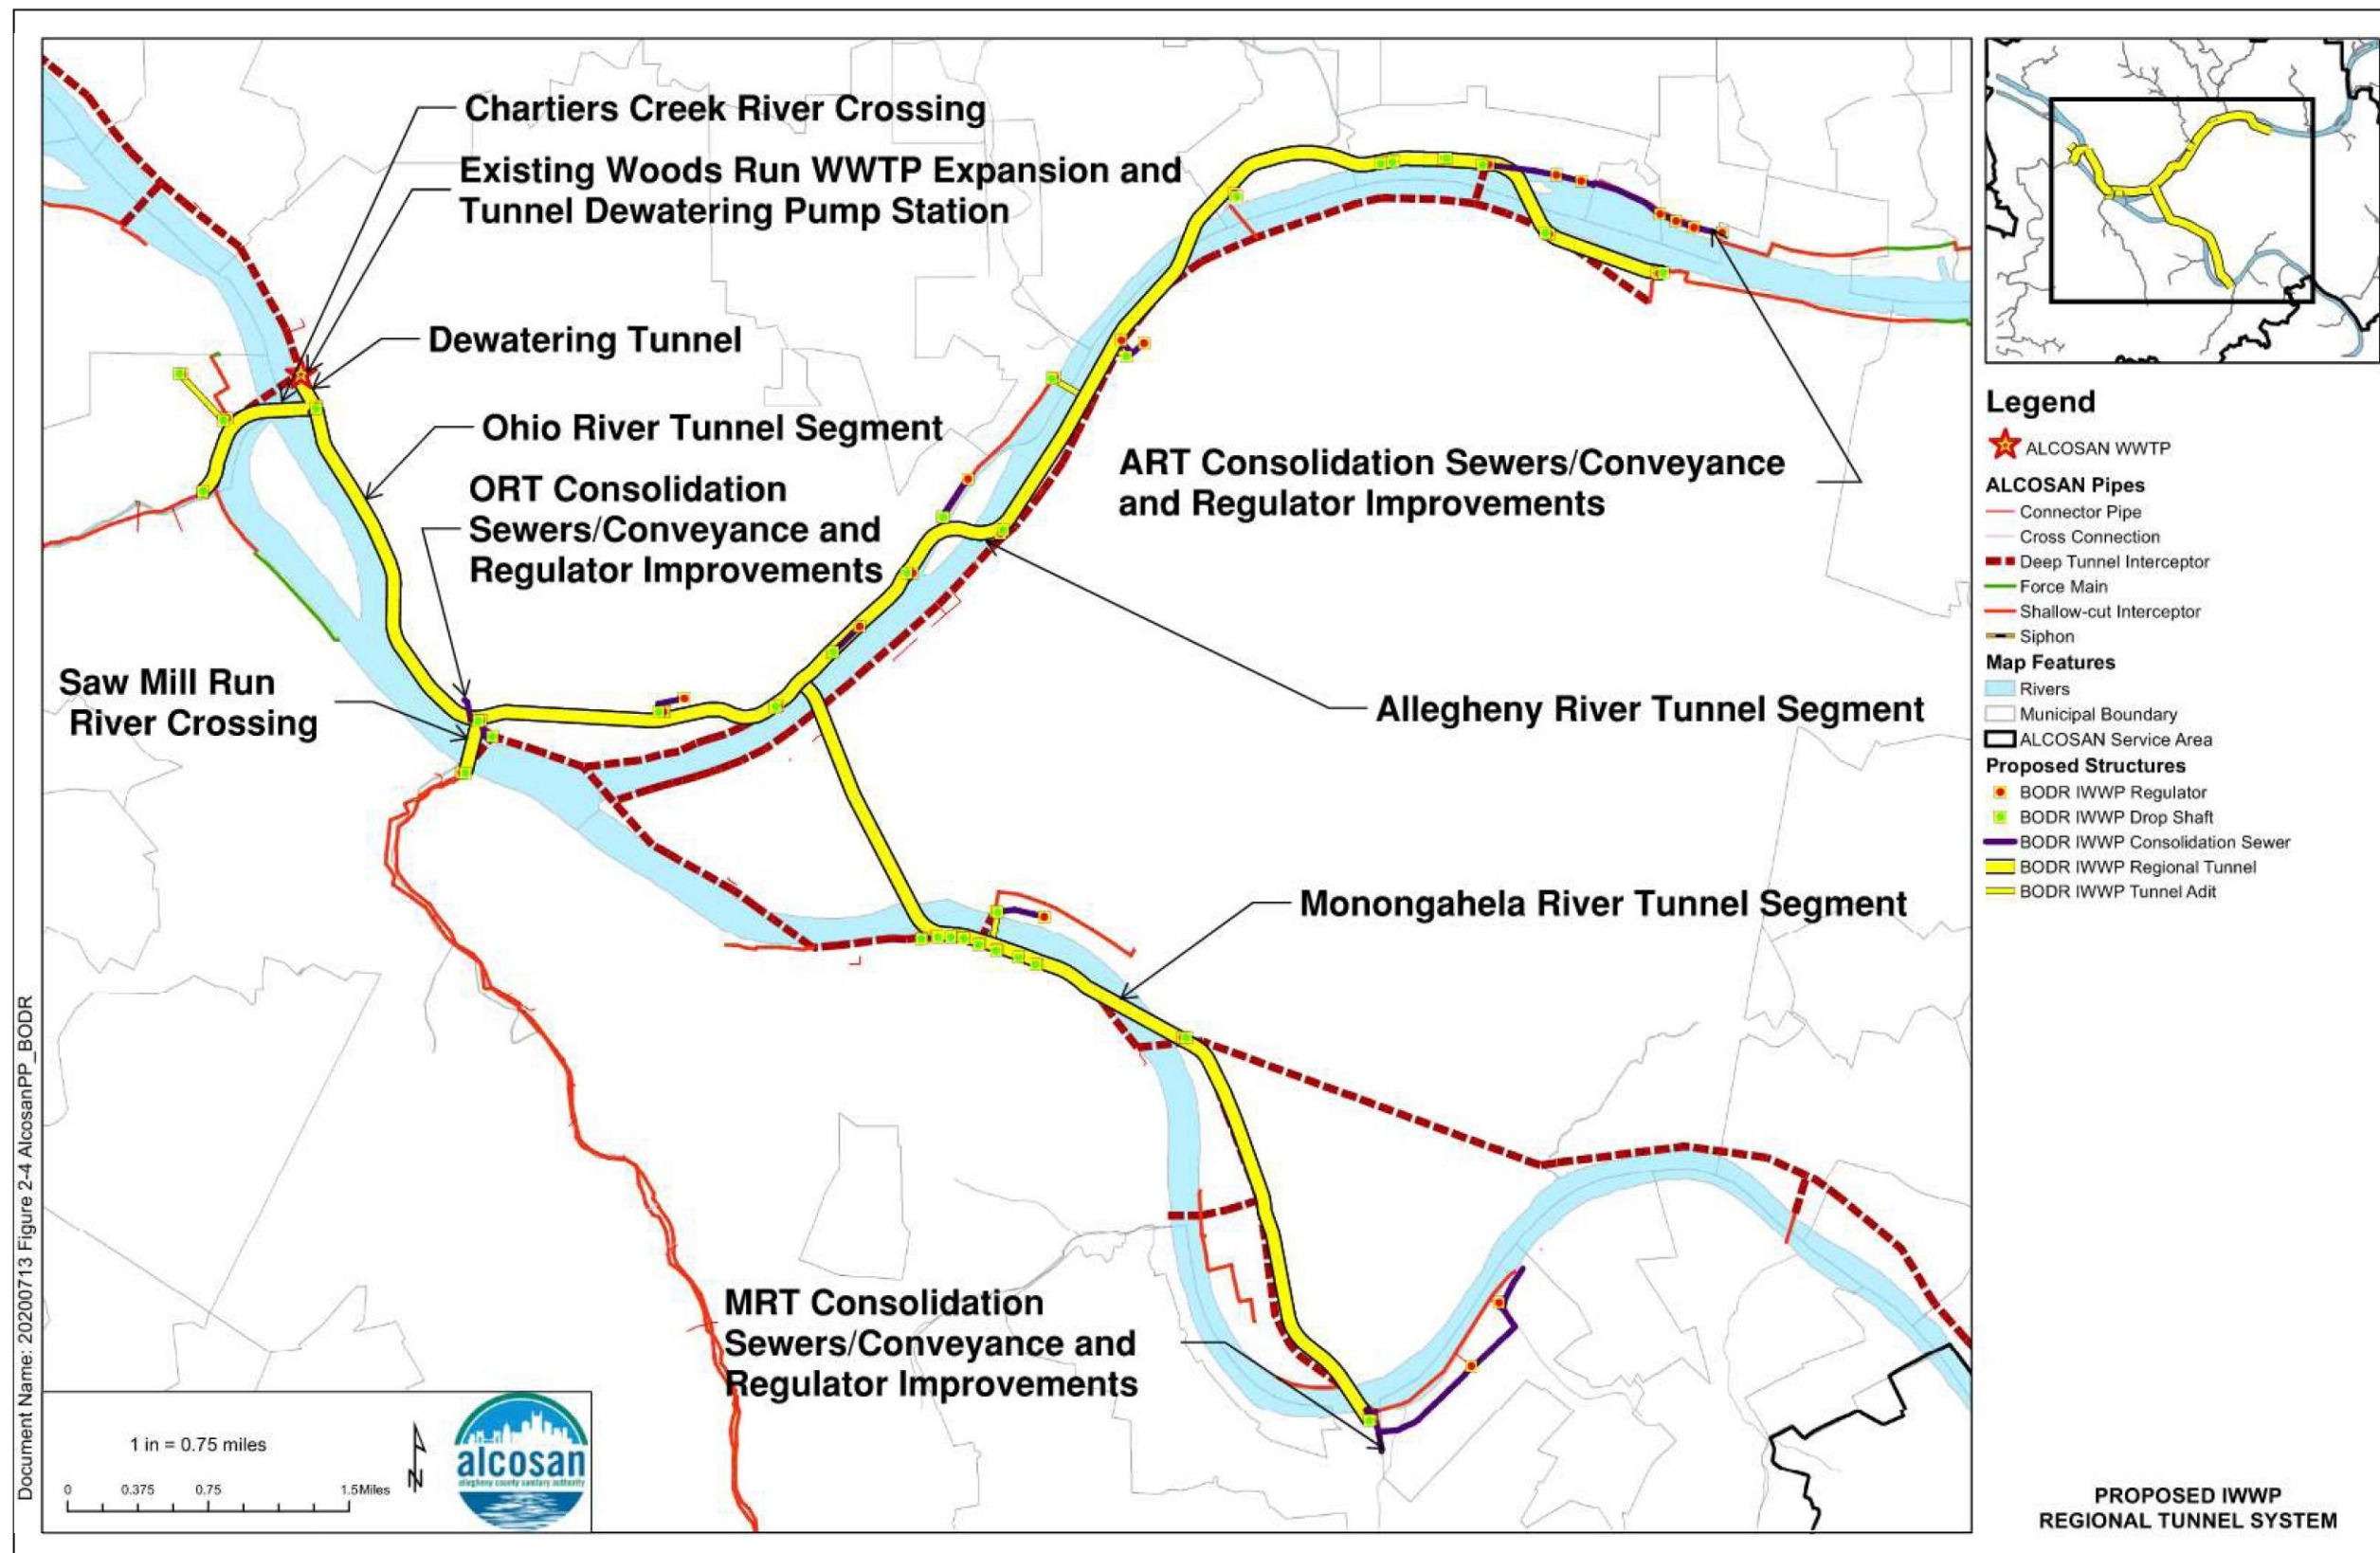 Chartiers Creek River Crossing
Existing Woods Run WWTP Expansion and
Tunnel Dewatering Pump Station
Dewatering Tunnel
Ohio River Tunnel Segment
ORT Consolidation
Sewers/Conveyance and
Regulator Improvements
ART Consolidation Sewers/Conveyance
and Regulator Improvements
Saw Mill Run
River Crossing
Allegheny River Tunnel Segment
Monongahela River Tunnel Segment
MRT Consolidation
Sewers/Conveyance and
Regulator Improvements
Document Name: 20200713 Figure 2-4 AlcosanPP_BODR
1 in = 0.75 miles
0 0.375 0.75 1.5 Miles
N
alcosan
allegheny county sanitary authority
Legend
ALCOSAN WWTP
ALCOSAN Pipes
Connector Pipe
Cross Connection
Deep Tunnel Interceptor
Force Main
Shallow-cut Interceptor
Siphon
Map Features
Rivers
Municipal Boundary
ALCOSAN Service Area
Proposed Structures
BODR IWWP Regulator
BODR IWWP Drop Shaft
BODR IWWP Consolidation Sewer
BODR IWWP Regional Tunnel
BODR IWWP Tunnel Adit
PROPOSED IWWP
REGIONAL TUNNEL SYSTEM